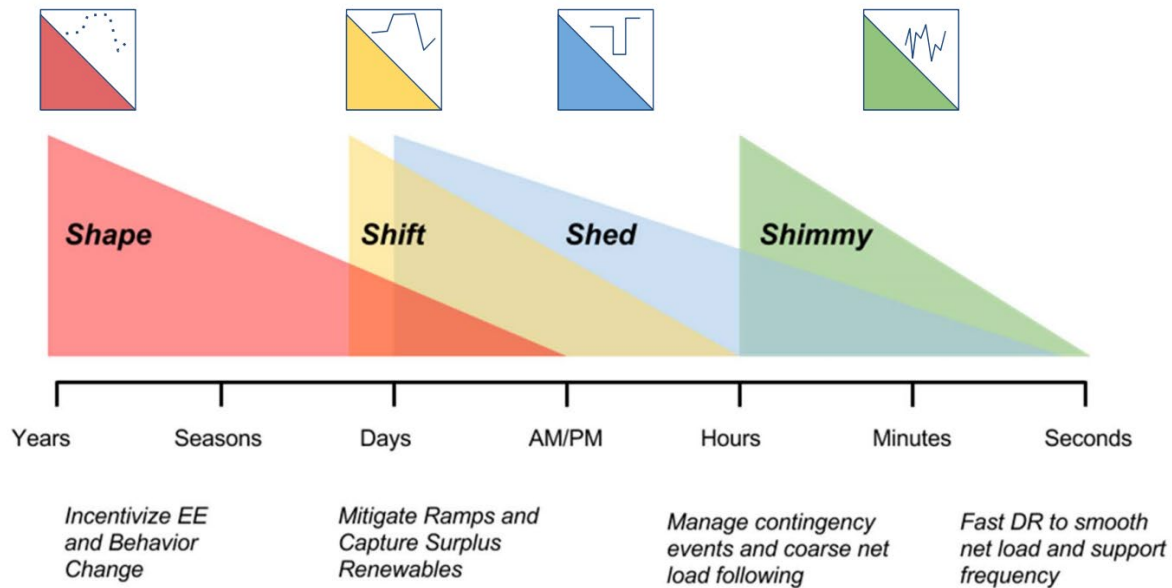 Shape
Shift
Shed
Shimmy
Years
Seasons
Days
AM/PM
Hours
Minutes
Seconds
Incentivize EE
and Behavior
Change
Mitigate Ramps and
Capture Surplus
Renewables
Manage contingency
events and coarse net
load following
Fast DR to smooth
net load and support
frequency